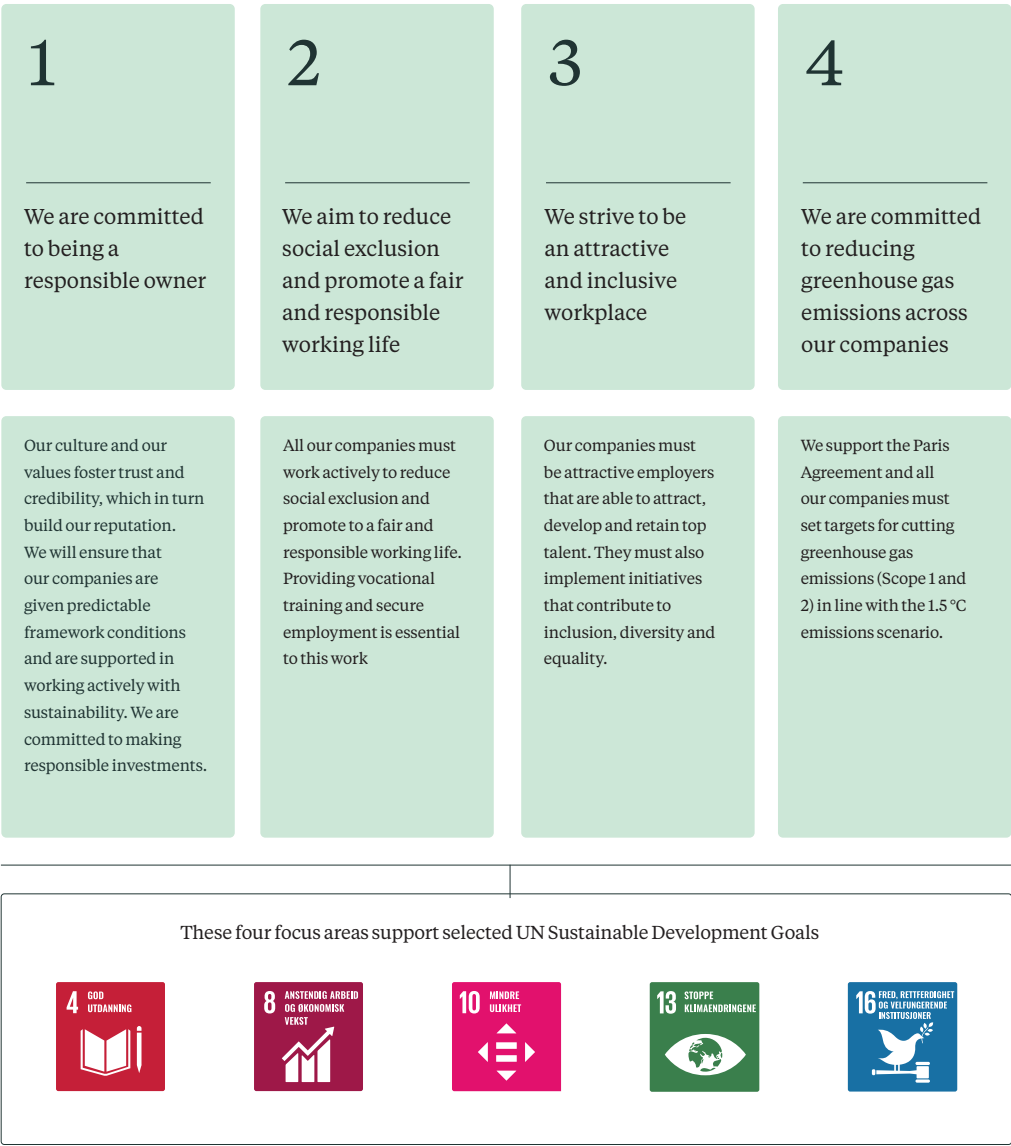 1
We are committed
to being a
responsible owner
2
We aim to reduce
social exclusion
and promote a fair
and responsible
working life
3
We strive to be
an attractive
and inclusive
workplace
4
We are committed
to reducing
greenhouse gas
emissions across
our companies
Our culture and our
values foster trust and
credibility, which in turn
build our reputation.
We will ensure that
our companies are
given predictable
framework conditions
and are supported in
working actively with
sustainability. We are
committed to making
responsible investments.
All our companies must
work actively to reduce
social exclusion and
promote to a fair and
responsible working life.
Providing vocational
training and secure
employment is essential
to this work
Our companies must
be attractive employers
that are able to attract,
develop and retain top
talent. They must also
implement initiatives
that contribute to
inclusion, diversity and
equality.
We support the Paris
Agreement and all
our companies must
set targets for cutting
greenhouse gas
emissions (Scope 1 and
2) in line with the 1.5 °C
emissions scenario.
These four focus areas support selected UN Sustainable Development Goals
4 GOD
UTDANNING
8 ANSTENDIG ARBEID
OG ØKONOMISK
VEKST
10 MINDRE
ULIKHET
13 STOPPE
KLIMAENDRINGENE
16 FRED, RETTFERDIGHET
OG VELFUNGERENDE
INSTITUSJONER